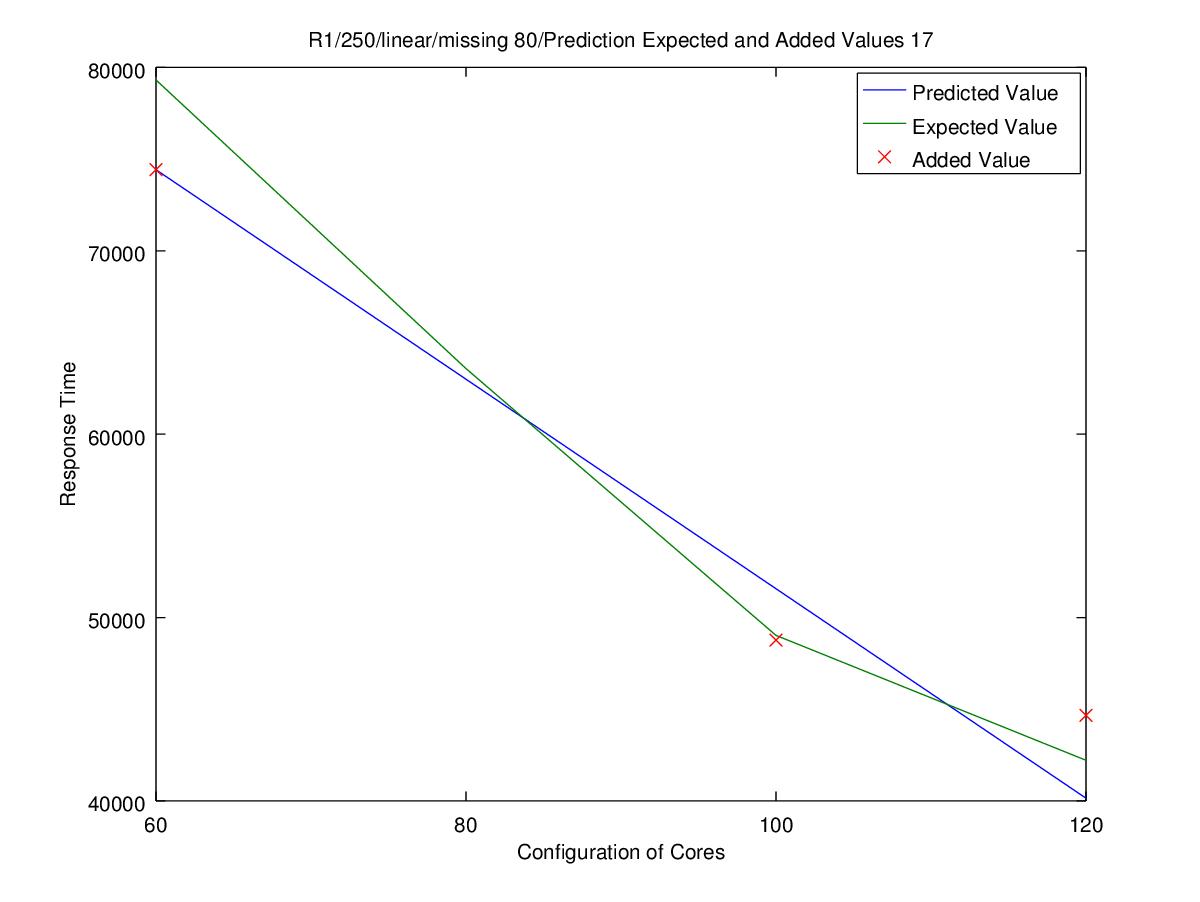 R1/250/linear/missing 80/Prediction Expected and Added Values 17
Predicted Value
Expected Value
Added Value
80000
70000
60000
50000
40000
Response Time
60
80
100
120
Configuration of Cores